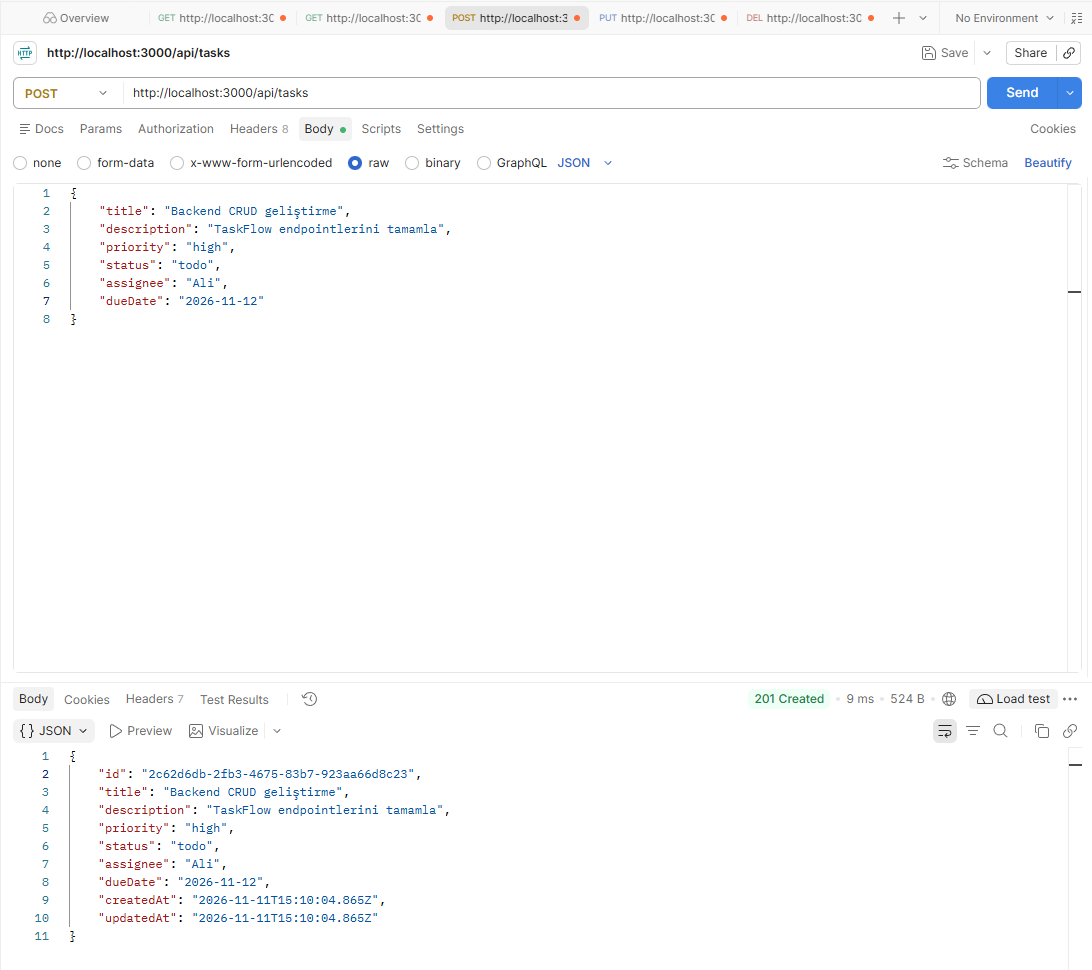 Overview GET http://localhost:30 GET http://localhost:30 POST http://localhost:3 PUT http://localhost:30 DEL http://localhost:30 No Environment
HTTP http://localhost:3000/api/tasks Save Share
POST http://localhost:3000/api/tasks Send
Docs Params Authorization Headers 8 Body Scripts Settings Cookies
none form-data x-www-form-urlencoded raw binary GraphQL JSON Schema Beautify
1 {
2 "title": "Backend CRUD geliştirme",
3 "description": "TaskFlow endpointlerini tamamla",
4 "priority": "high",
5 "status": "todo",
6 "assignee": "Ali",
7 "dueDate": "2026-11-12"
8 }
Body Cookies Headers 7 Test Results 201 Created 9 ms 524 B Load test
{} JSON Preview Visualize
1 {
2 "id": "2c62d6db-2fb3-4675-83b7-923aa66d8c23",
3 "title": "Backend CRUD geliştirme",
4 "description": "TaskFlow endpointlerini tamamla",
5 "priority": "high",
6 "status": "todo",
7 "assignee": "Ali",
8 "dueDate": "2026-11-12",
9 "createdAt": "2026-11-11T15:10:04.865Z",
10 "updatedAt": "2026-11-11T15:10:04.865Z"
11 }